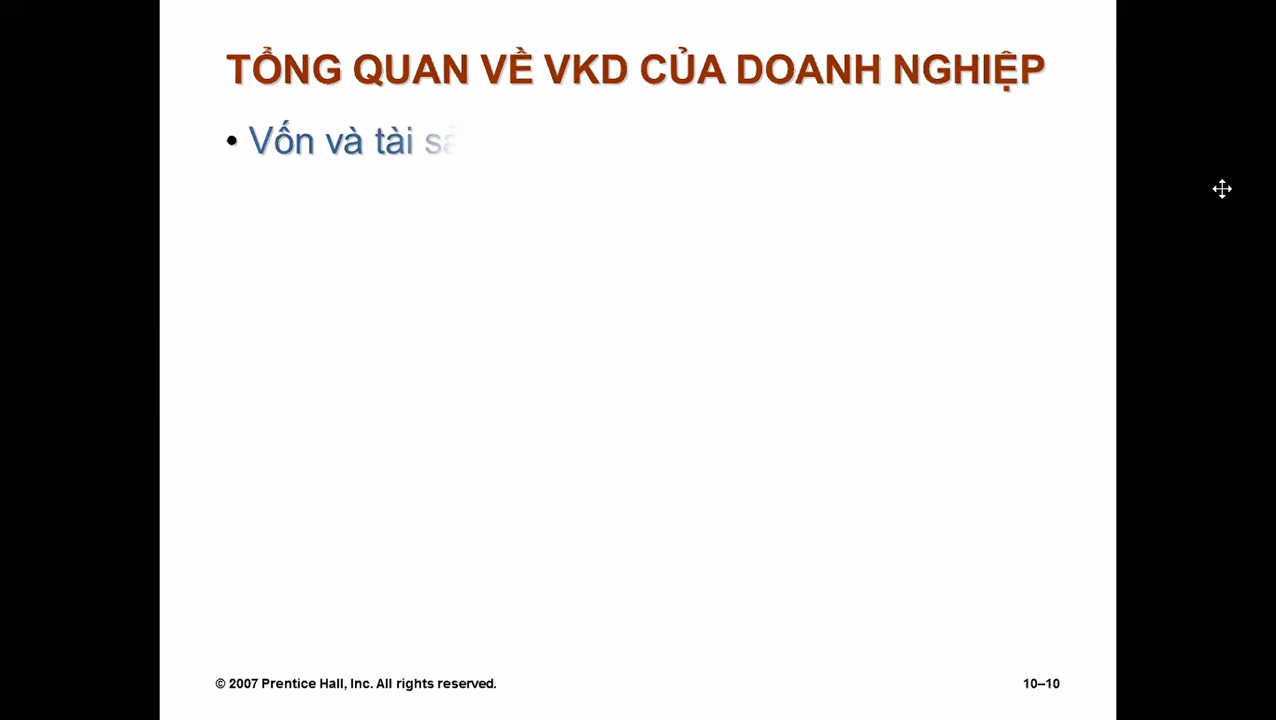 TỔNG QUAN VỀ VKD CỦA DOANH NGHIỆP
• Vốn và tài
© 2007 Prentice Hall, Inc. All rights reserved.
10–10